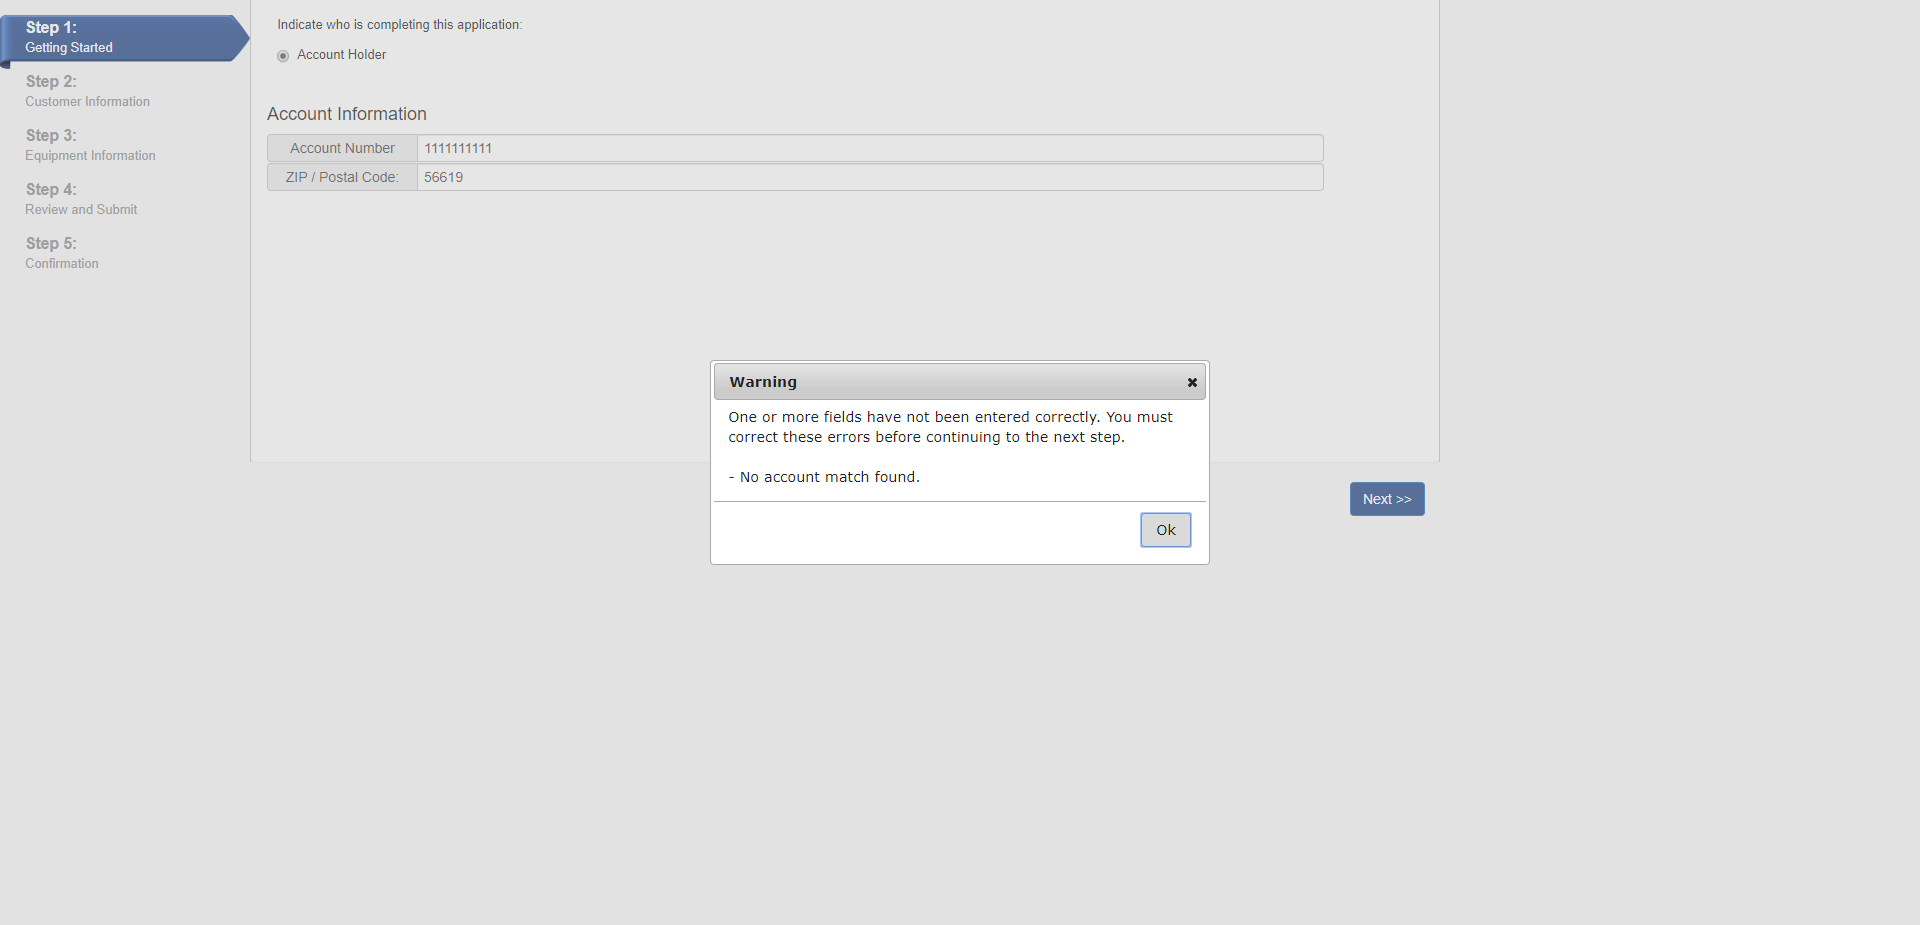 Step 1:
Getting Started
Step 2:
Customer Information
Step 3:
Equipment Information
Step 4:
Review and Submit
Step 5:
Confirmation
Indicate who is completing this application:
Account Holder
Account Information
Account Number 1111111111
ZIP / Postal Code: 56619
Warning
One or more fields have not been entered correctly. You must
correct these errors before continuing to the next step.
- No account match found.
Ok
Next >>